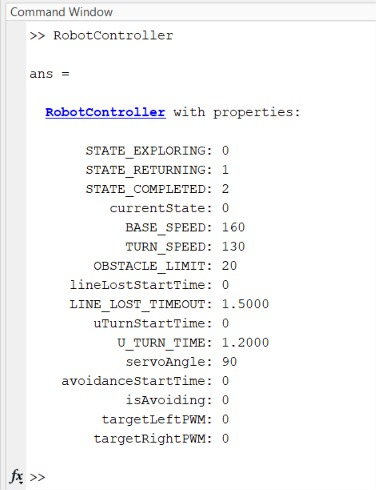 Command Window
>> RobotController
ans =
RobotController with properties:
STATE_EXPLORING: 0
STATE_RETURNING: 1
STATE_COMPLETED: 2
currentState: 0
BASE_SPEED: 160
TURN_SPEED: 130
OBSTACLE_LIMIT: 20
lineLostStartTime: 0
LINE_LOST_TIMEOUT: 1.5000
uTurnStartTime: 0
U_TURN_TIME: 1.2000
servoAngle: 90
avoidanceStartTime: 0
isAvoiding: 0
targetLeftPWM: 0
targetRightPWM: 0
fx >>